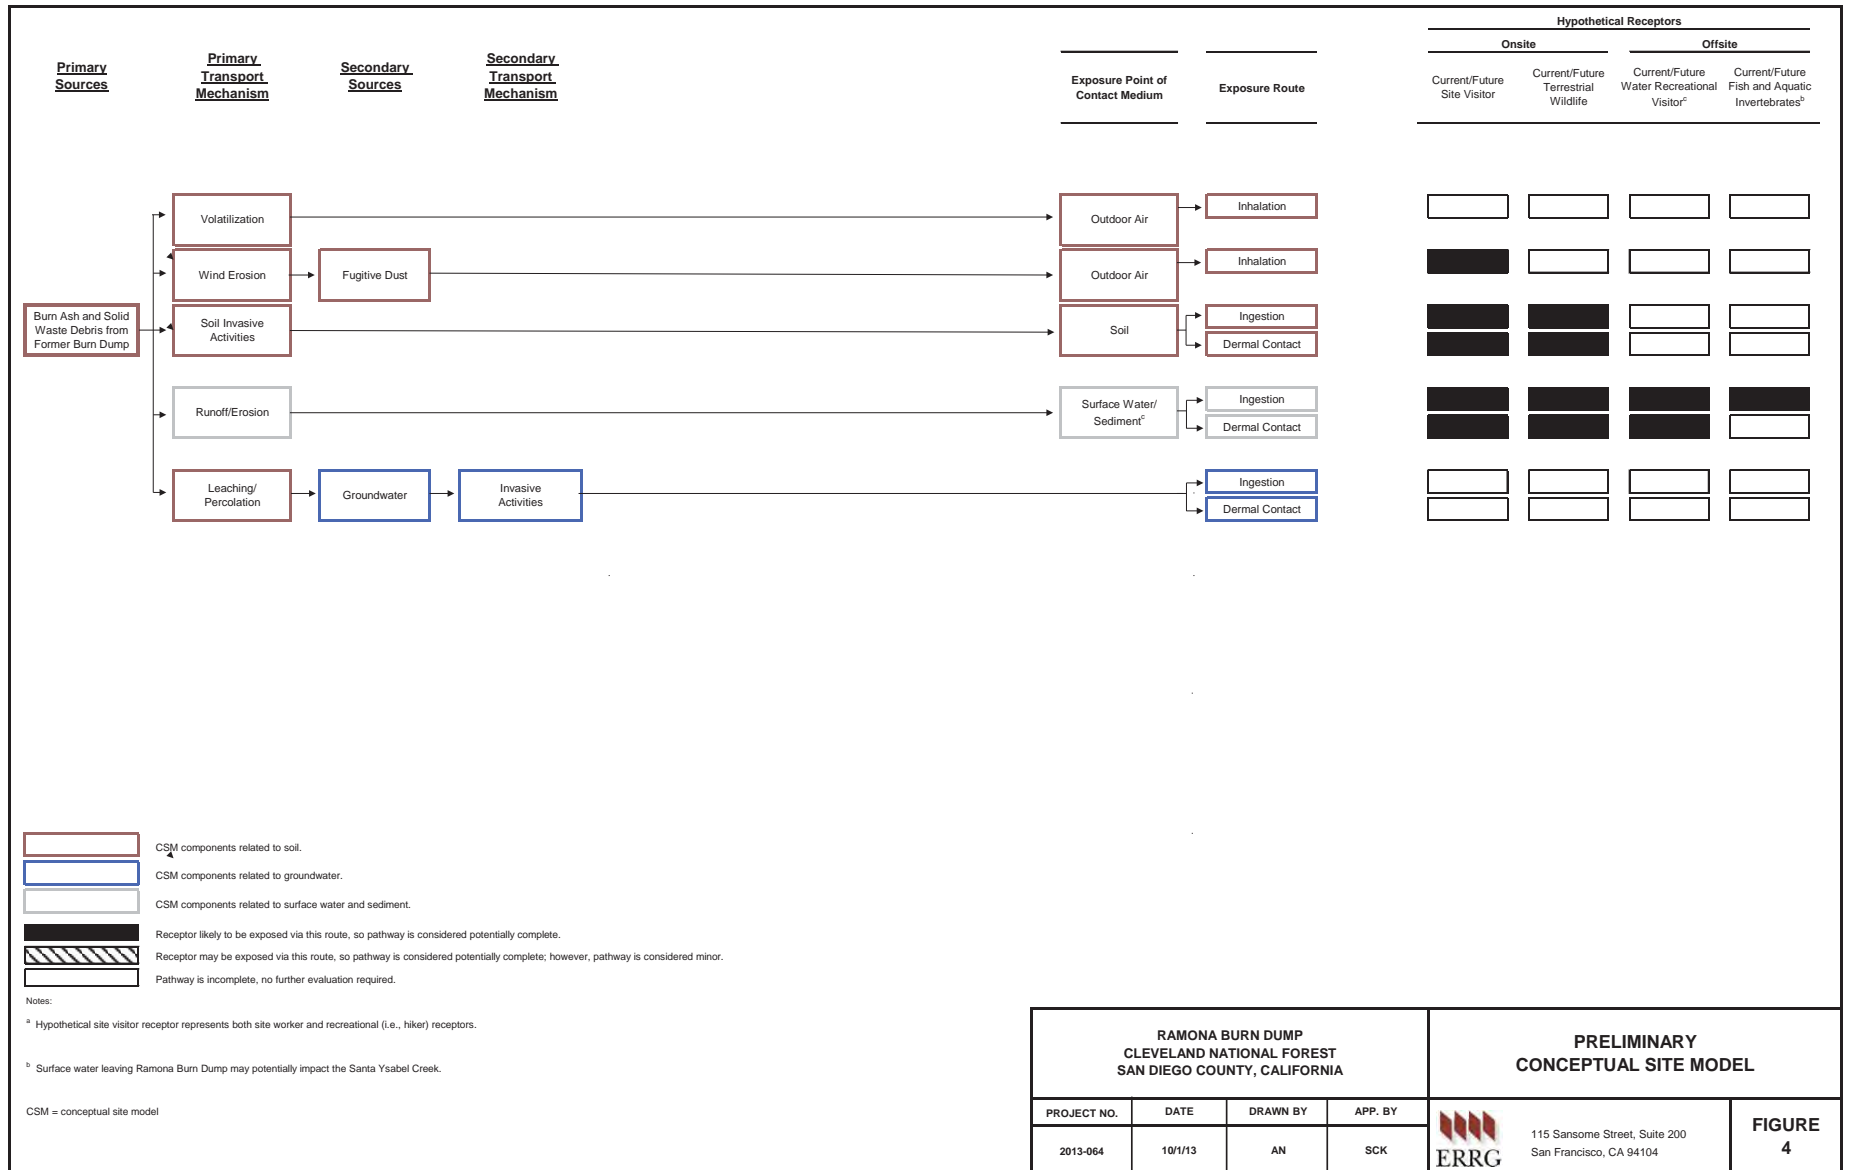 Hypothetical Receptors
Onsite
Offsite
Primary
Sources
Primary
Transport
Mechanism
Secondary
Sources
Secondary
Transport
Mechanism
Exposure Point of
Contact Medium
Exposure Route
Current/Future
Site Visitor
Current/Future
Terrestrial
Wildlife
Current/Future
Water Recreational
Visitor^c
Current/Future
Fish and Aquatic
Invertebrates^b
Volatilization
Outdoor Air
Inhalation
Wind Erosion
Fugitive Dust
Outdoor Air
Inhalation
Burn Ash and Solid
Waste Debris from
Former Burn Dump
Soil Invasive
Activities
Soil
Ingestion
Dermal Contact
Runoff/Erosion
Surface Water/
Sediment^c
Ingestion
Dermal Contact
Leaching/
Percolation
Groundwater
Invasive
Activities
Ingestion
Dermal Contact
CSM components related to soil.
CSM components related to groundwater.
CSM components related to surface water and sediment.
Receptor likely to be exposed via this route, so pathway is considered potentially complete.
Receptor may be exposed via this route, so pathway is considered potentially complete; however, pathway is considered minor.
Pathway is incomplete, no further evaluation required.
Notes:
^a Hypothetical site visitor receptor represents both site worker and recreational (i.e., hiker) receptors.
^b Surface water leaving Ramona Burn Dump may potentially impact the Santa Ysabel Creek.
CSM = conceptual site model
RAMONA BURN DUMP
CLEVELAND NATIONAL FOREST
SAN DIEGO COUNTY, CALIFORNIA
PRELIMINARY
CONCEPTUAL SITE MODEL
PROJECT NO.
DATE
DRAWN BY
APP. BY
2013-064
10/1/13
AN
SCK
ERRG
115 Sansome Street, Suite 200
San Francisco, CA 94104
FIGURE
4